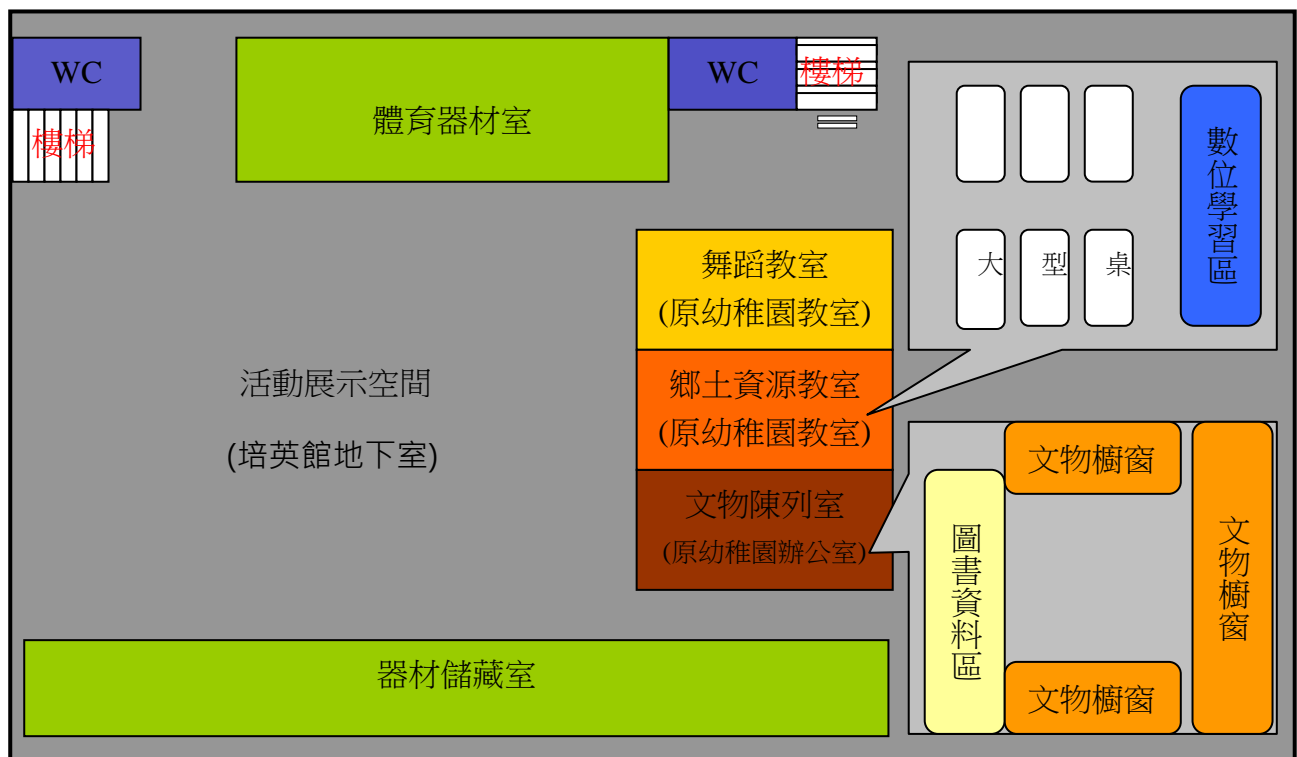 WC
樓梯
體育器材室
WC
樓梯
舞蹈教室
(原幼稚園教室)
鄉土資源教室
(原幼稚園教室)
文物陳列室
(原幼稚園辦公室)
活動展示空間
(培英館地下室)
器材儲藏室
大 型 桌
數位學習區
圖書資料區
文物櫥窗
文物櫥窗
文物櫥窗